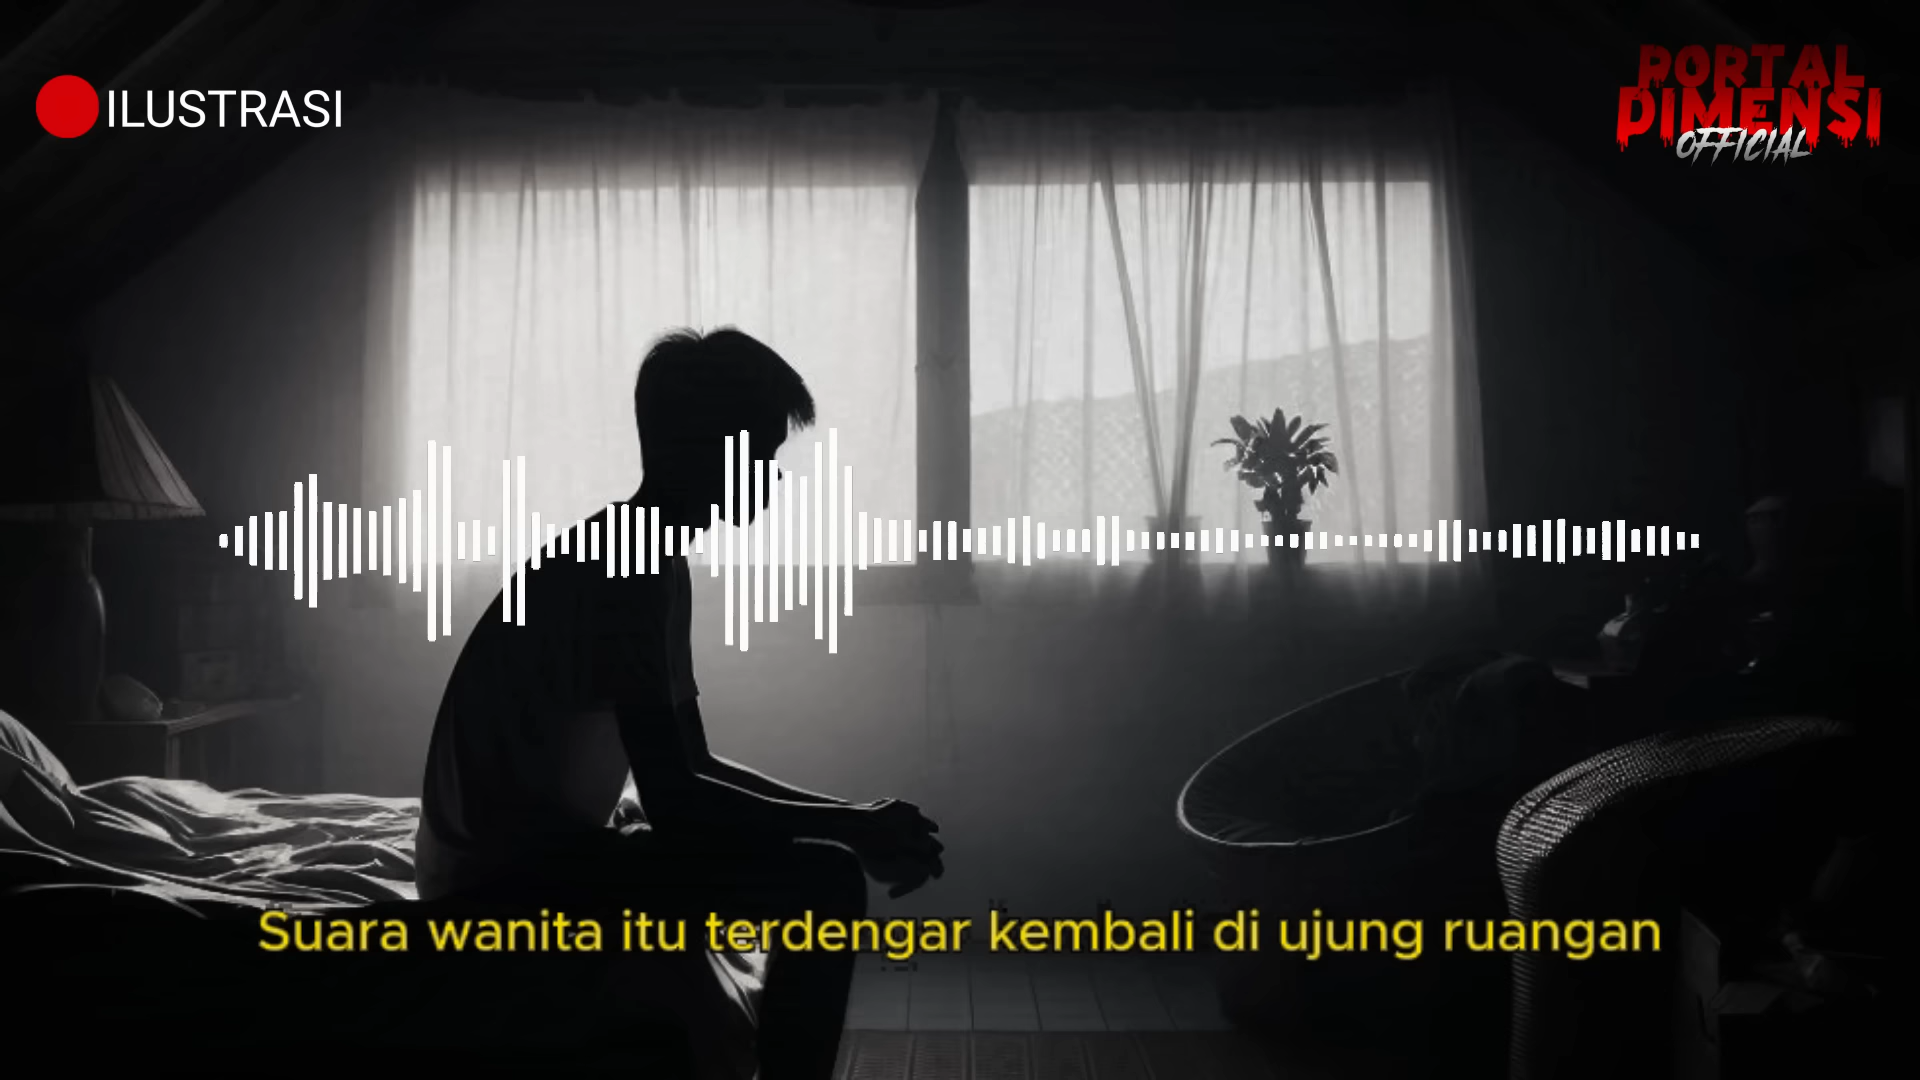 ILUSTRASI
PORTAL
DIMENSI
OFFICIAL
Suara wanita itu terdengar kembali di ujung ruangan